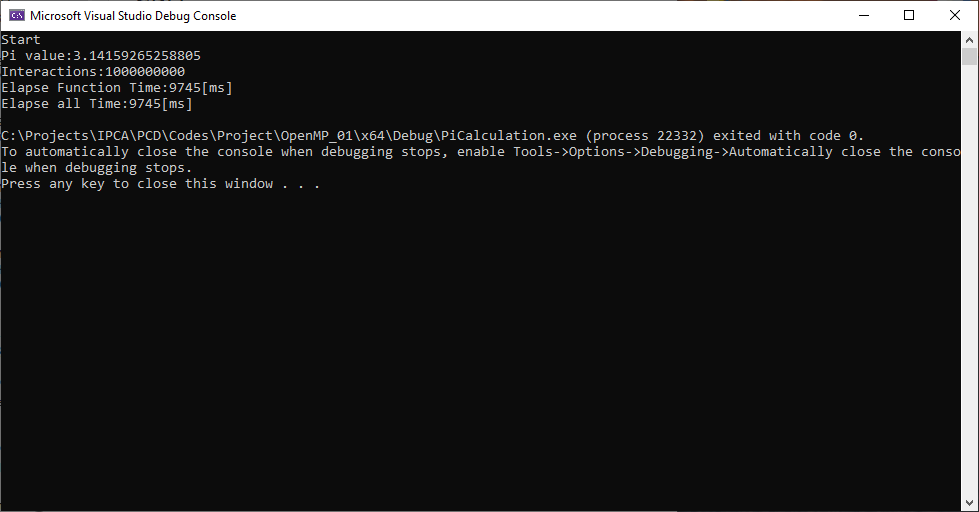 Microsoft Visual Studio Debug Console
Start
Pi value:3.14159265258805
Interactions:1000000000
Elapse Function Time:9745[ms]
Elapse all Time:9745[ms]
C:\Projects\IPCA\PCD\Codes\Project\OpenMP_01\x64\Debug\PiCalculation.exe (process 22332) exited with code 0.
To automatically close the console when debugging stops, enable Tools->Options->Debugging->Automatically close the conso
le when debugging stops.
Press any key to close this window . . .